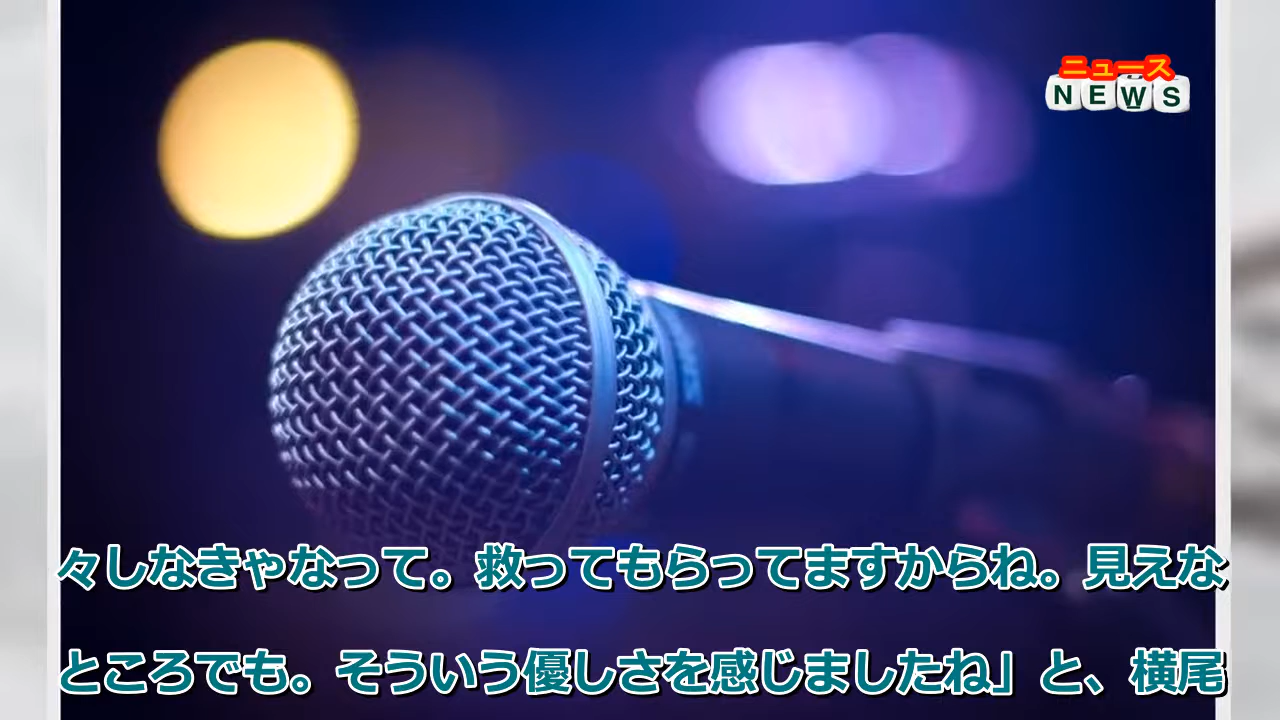 ニュース
NEWS
々しなきゃなって。救ってもらってますからね。見えな
ところでも。そういう優しさを感じましたね」と、横尾